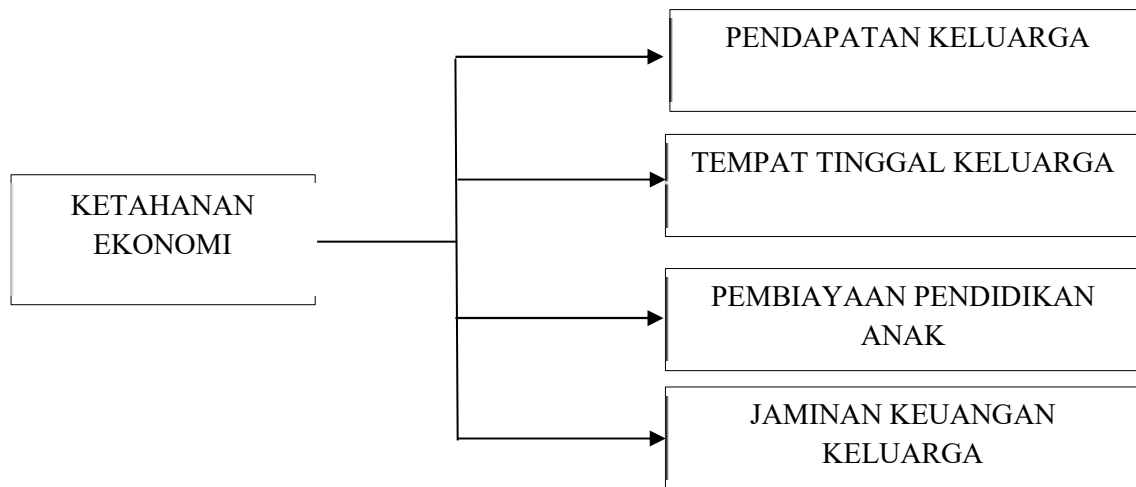 PENDAPATAN KELUARGA
TEMPAT TINGGAL KELUARGA
KETAHANAN
EKONOMI
PEMBIAYAAN PENDIDIKAN
ANAK
JAMINAN KEUANGAN
KELUARGA